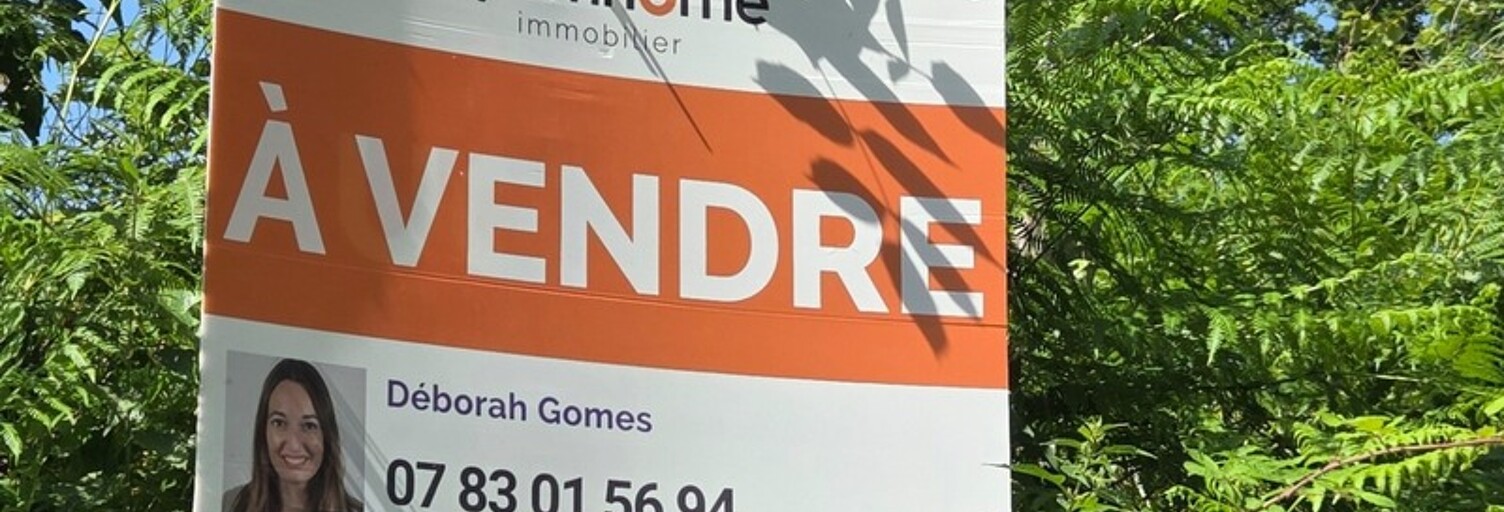 immobilier
À VENDRE
Déborah Gomes
07 83 01 56 94